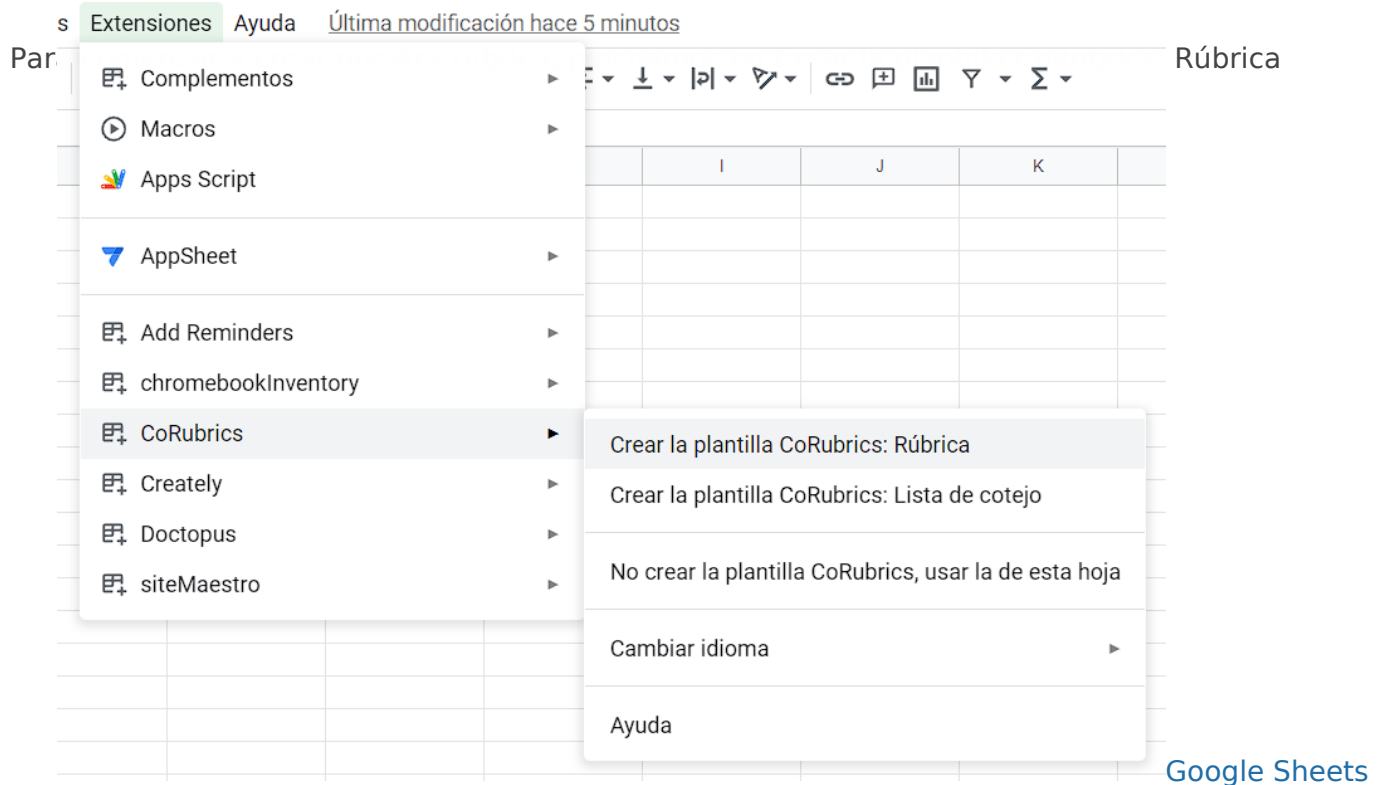 s Extensiones Ayuda Última modificación hace 5 minutos
Par Rúbrica
Complementos
Macros
Apps Script
I J K
AppSheet
Add Reminders
chromebookInventory
CoRubrics
Crear la plantilla CoRubrics: Rúbrica
Creately
Crear la plantilla CoRubrics: Lista de cotejo
Doctopus
No crear la plantilla CoRubrics, usar la de esta hoja
siteMaestro
Cambiar idioma
Ayuda
Google Sheets